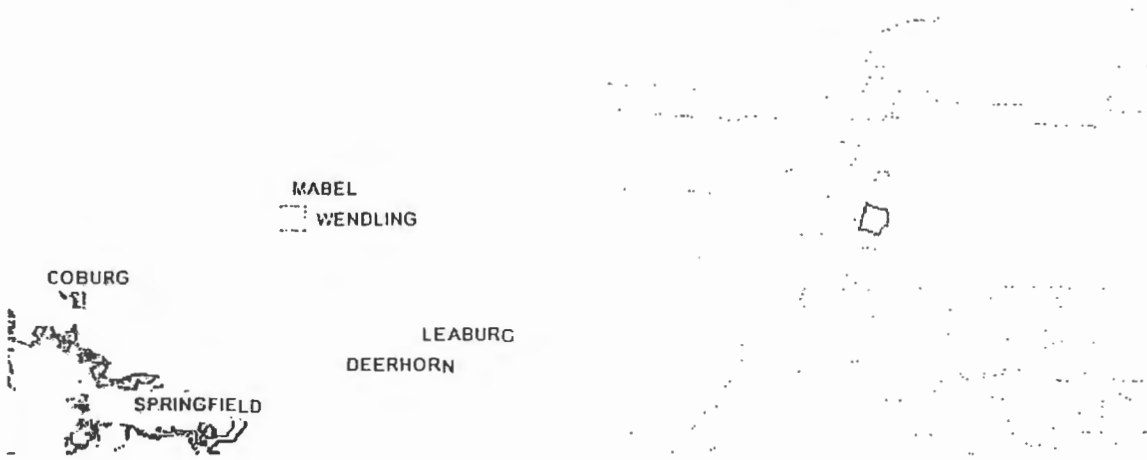 MABEL
WENDLING
COBURG
LEABURG
DEERHORN
SPRINGFIELD